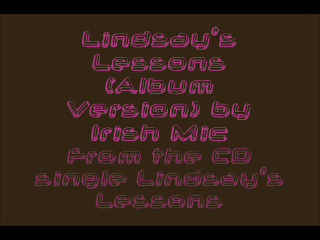 Lindsay's
Lessons
(Album
Version) by
Irish Mic
from the CD
single Lindsay's
Lessons